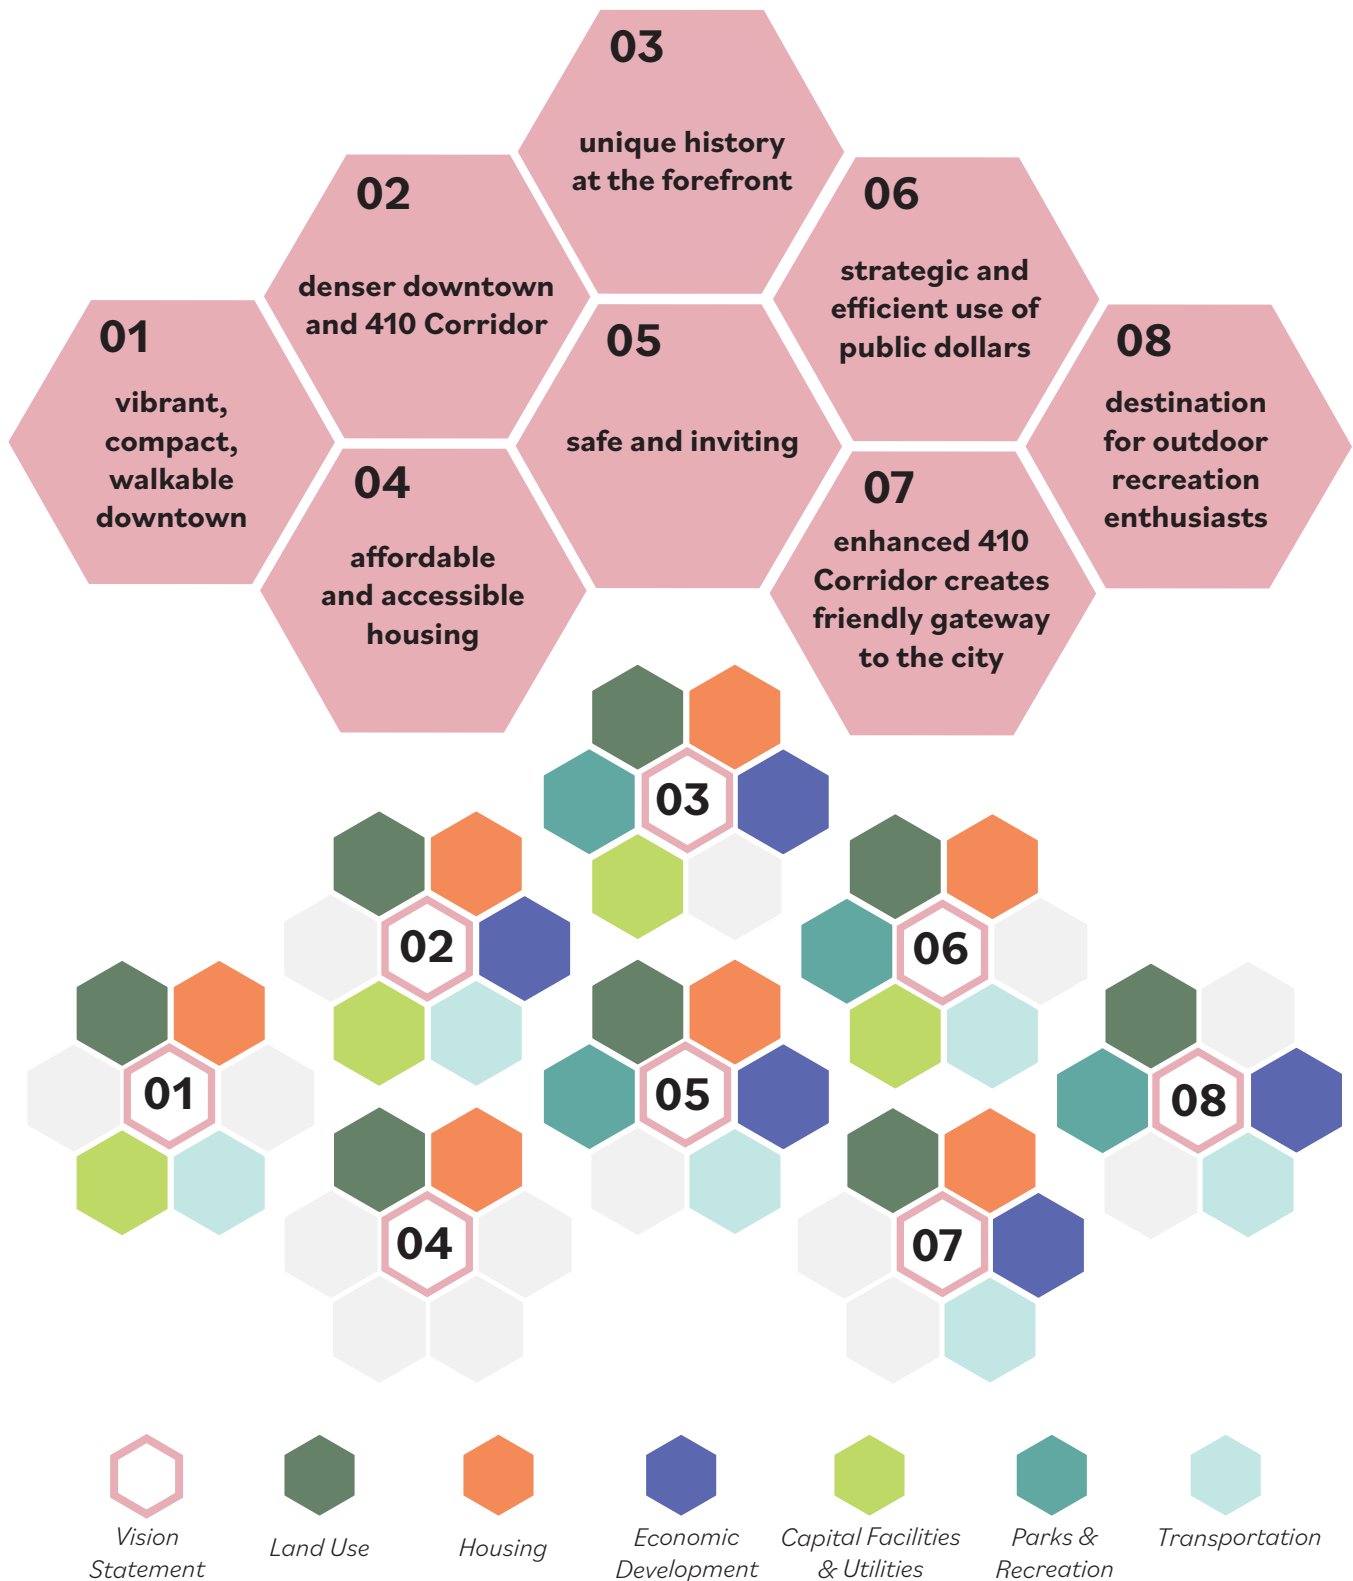 03
unique history
at the forefront
02
denser downtown
and 410 Corridor
06
strategic and
efficient use of
public dollars
01
vibrant,
compact,
walkable
downtown
05
safe and inviting
08
destination
for outdoor
recreation
enthusiasts
04
affordable
and accessible
housing
07
enhanced 410
Corridor creates
friendly gateway
to the city
03
02
06
01
05
08
04
07
Vision
Statement
Land Use
Housing
Economic
Development
Capital Facilities
& Utilities
Parks &
Recreation
Transportation